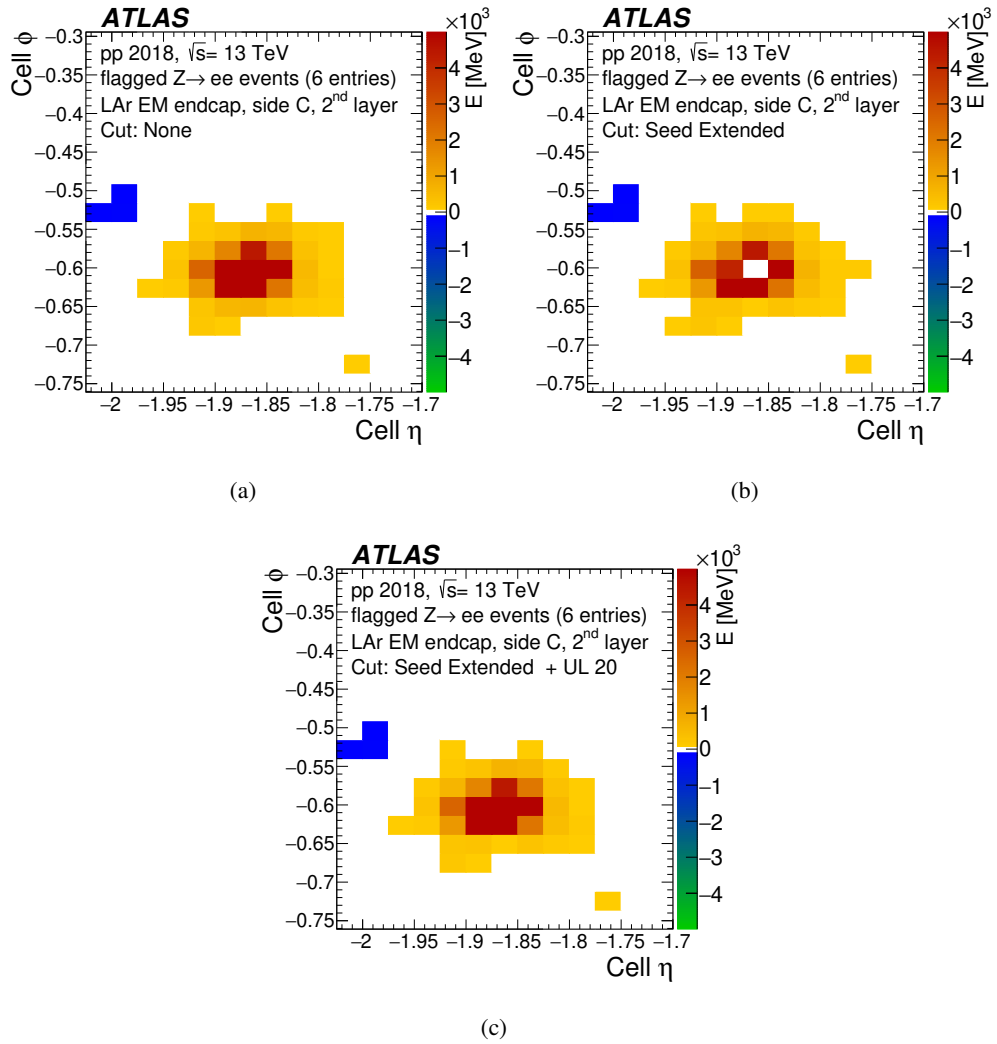 ATLAS
×10³
Cell ϕ
−0.3
−0.35
−0.4
−0.45
−0.5
−0.55
−0.6
−0.65
−0.7
−0.75
pp 2018, √s= 13 TeV
flagged Z→ ee events (6 entries)
LAr EM endcap, side C, 2nd layer
Cut: None
E [MeV]
4
3
2
1
0
−1
−2
−3
−4
−2 −1.95 −1.9 −1.85 −1.8 −1.75 −1.7
Cell η
(a)
ATLAS
×10³
Cell ϕ
−0.3
−0.35
−0.4
−0.45
−0.5
−0.55
−0.6
−0.65
−0.7
−0.75
pp 2018, √s= 13 TeV
flagged Z→ ee events (6 entries)
LAr EM endcap, side C, 2nd layer
Cut: Seed Extended
E [MeV]
4
3
2
1
0
−1
−2
−3
−4
−2 −1.95 −1.9 −1.85 −1.8 −1.75 −1.7
Cell η
(b)
ATLAS
×10³
Cell ϕ
−0.3
−0.35
−0.4
−0.45
−0.5
−0.55
−0.6
−0.65
−0.7
−0.75
pp 2018, √s= 13 TeV
flagged Z→ ee events (6 entries)
LAr EM endcap, side C, 2nd layer
Cut: Seed Extended + UL 20
E [MeV]
4
3
2
1
0
−1
−2
−3
−4
−2 −1.95 −1.9 −1.85 −1.8 −1.75 −1.7
Cell η
(c)